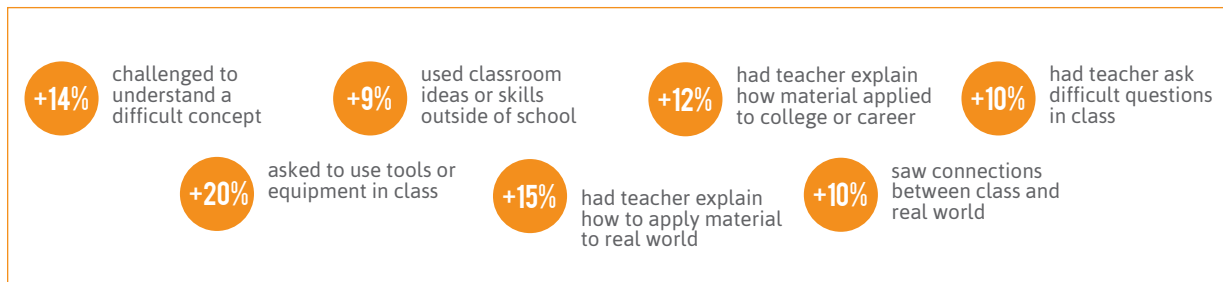 +14%
challenged to
understand a
difficult concept
+9%
used classroom
ideas or skills
outside of school
+12%
had teacher explain
how material applied
to college or career
+10%
had teacher ask
difficult questions
in class
+20%
asked to use tools or
equipment in class
+15%
had teacher explain
how to apply material
to real world
+10%
saw connections
between class and
real world